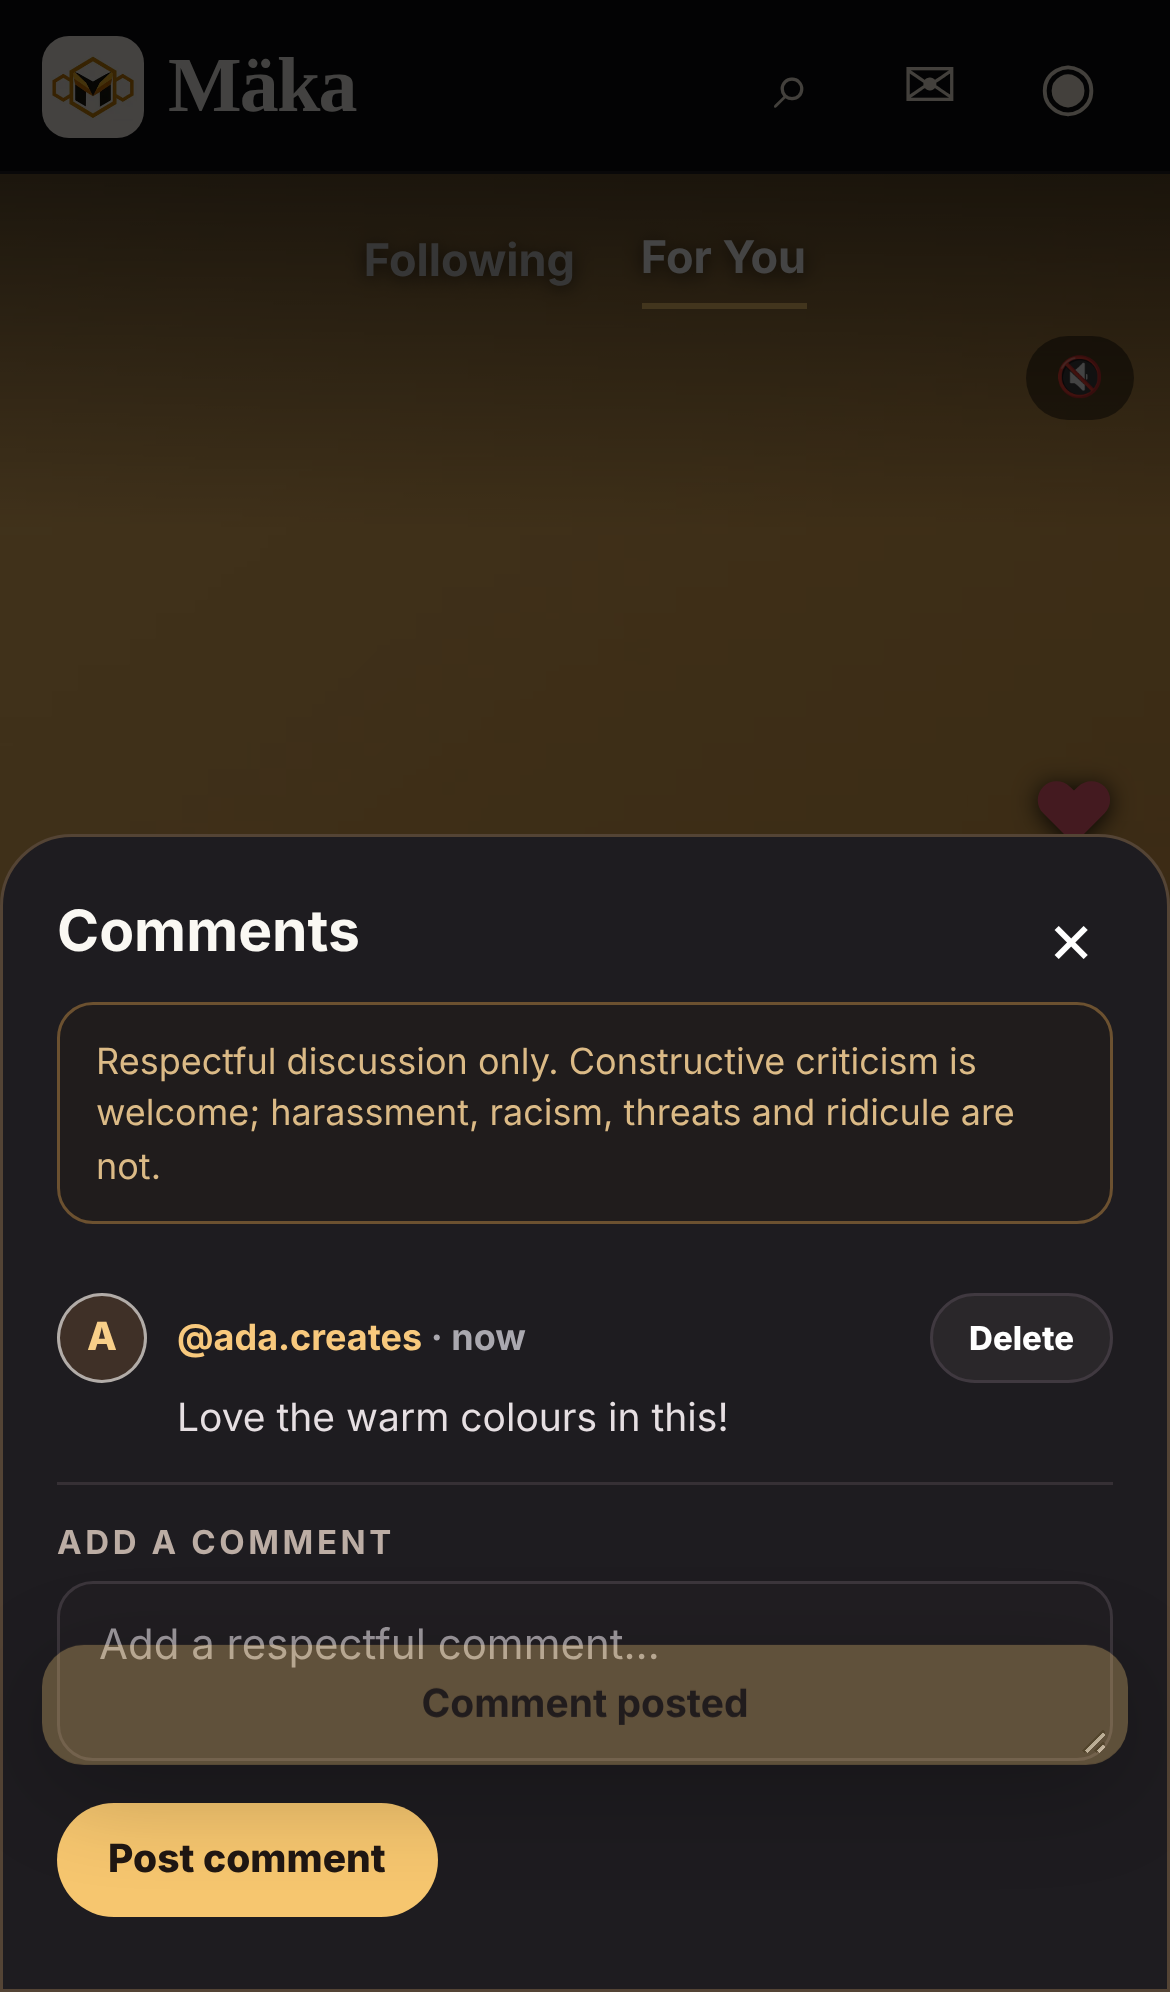 Mäka
Following
For You
Comments
Respectful discussion only. Constructive criticism is
welcome; harassment, racism, threats and ridicule are
not.
A
@ada.creates · now
Delete
Love the warm colours in this!
ADD A COMMENT
Add a respectful comment...
Comment posted
Post comment